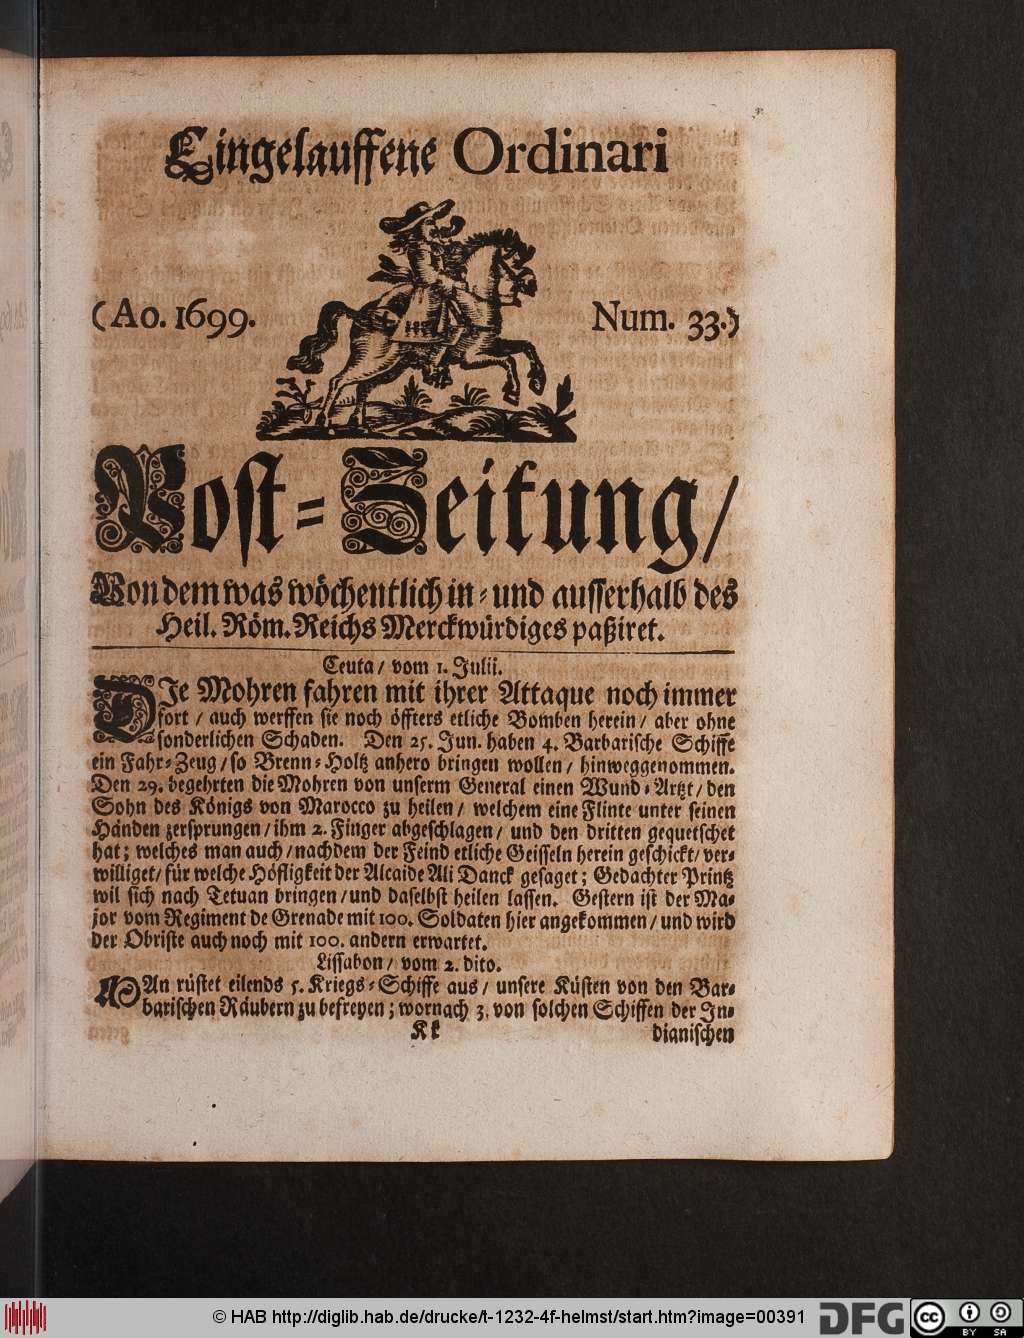 Eingelauffene Ordinari
(Ao. 1699. Num. 33.)
Post-Zeitung/
Von dem was wöchentlich in- und ausserhalb des
Heil. Röm. Reichs Merckwürdiges paßiret.
Ceuta/ vom 1. Julii.
DJe Mohren fahren mit ihrer Attaque noch immer
fort/ auch werffen sie noch öffters etliche Bomben herein/ aber ohne
sonderlichen Schaden. Den 25. Jun. haben 4. Barbarische Schiffe
ein Fahr-Zeug/ so Brenn-Holtz anhero bringen wollen/ hinweggenommen.
Den 29. begehrten die Mohren von unserm General einen Wund-Artzt/ den
Sohn des Königs von Marocco zu heilen/ welchem eine Flinte unter seinen
Händen zersprungen/ ihm 2. Finger abgeschlagen/ und den dritten gequetschet
hat; welches man auch/ nachdem der Feind etliche Geisseln herein geschickt/ ver-
williget/ für welche Höfligkeit der Alcaide Ali Danck gesaget; Gedachter Printz
wil sich nach Tetuan bringen/ und daselbst heilen lassen. Gestern ist der Ma-
jor vom Regiment de Grenade mit 100. Soldaten hier angekommen/ und wird
der Obriste auch noch mit 100. andern erwartet.
Lissabon/ vom 2. dito.
MAn rüstet eilends 5. Kriegs-Schiffe aus/ unsere Küsten von den Bar-
barischen Räubern zu befreyen; wornach 3. von solchen Schiffen der Jn-
Kk dianischen
© HAB http://diglib.hab.de/drucke/t-1232-4f-helmst/start.htm?image=00391
DFG
cc BY SA